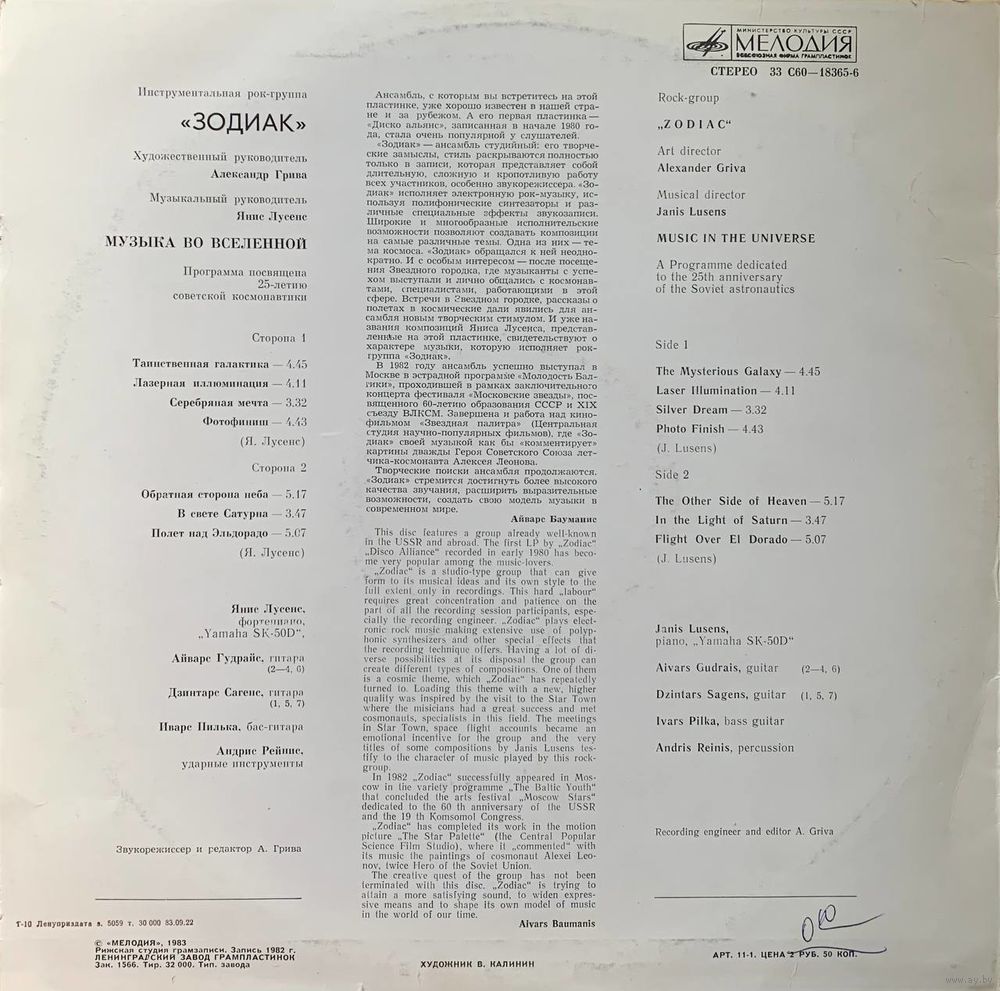 МИНИСТЕРСТВО КУЛЬТУРЫ СССР
МЕЛОДИЯ
ВСЕСОЮЗНАЯ ФИРМА ГРАМПЛАСТИНОК
СТЕРЕО 33 С60—18365-6
Инструментальная рок-группа
«ЗОДИАК»
Художественный руководитель
Александр Грива
Музыкальный руководитель
Янис Лусенс
МУЗЫКА ВО ВСЕЛЕННОЙ
Программа посвящена
25-летию
советской космонавтики
Сторона 1
Таинственная галактика — 4.45
Лазерная иллюминация — 4.11
Серебряная мечта — 3.32
Фотофиниш — 4.43
(Я. Лусенс)
Сторона 2
Обратная сторона неба — 5.17
В свете Сатурна — 3.47
Полет над Эльдорадо — 5.07
(Я. Лусенс)
Янис Лусенс,
фортепиано,
„Yamaha SK-50D“,
Айварс Гудрайс, гитара
(2—4, 6)
Дзинтарс Сагенс, гитара
(1, 5, 7)
Иварс Пилька, бас-гитара
Андрис Рейнис,
ударные инструменты
Звукорежиссер и редактор А. Грива
Т-10 Ленуприздата з. 5059 т. 30 000 83.09.22
© «МЕЛОДИЯ», 1983
Рижская студия грамзаписи. Запись 1982 г.
ЛЕНИНГРАДСКИЙ ЗАВОД ГРАМПЛАСТИНОК
Зак. 1566. Тир. 32 000. Тип. завода
Ансамбль, с которым вы встретитесь на этой
пластинке, уже хорошо известен в нашей стра-
не и за рубежом. А его первая пластинка —
«Диско альянс», записанная в начале 1980 го-
да, стала очень популярной у слушателей.
«Зодиак» — ансамбль студийный: его творче-
ские замыслы, стиль раскрываются полностью
только в записи, которая представляет собой
длительную, сложную и кропотливую работу
всех участников, особенно звукорежиссера. «Зо-
диак» исполняет электронную рок-музыку, ис-
пользуя полифонические синтезаторы и раз-
личные специальные эффекты звукозаписи.
Широкие и многообразные исполнительские
возможности позволяют создавать композиции
на самые различные темы. Одна из них — те-
ма космоса. «Зодиак» обращался к ней неодно-
кратно. И с особым интересом — после посеще-
ния Звездного городка, где музыканты с успе-
хом выступали и лично общались с космонав-
тами, специалистами, работающими в этой
сфере. Встречи в Звездном городке, рассказы о
полетах в космические дали явились для ан-
самбля новым творческим стимулом. И уже на-
звания композиций Яниса Лусенса, представ-
ленные на этой пластинке, свидетельствуют о
характере музыки, которую исполняет рок-
группа «Зодиак».
В 1982 году ансамбль успешно выступал в
Москве в эстрадной программе «Молодость Бал-
тики», проходившей в рамках заключительного
концерта фестиваля «Московские звезды», пос-
вященного 60-летию образования СССР и XIX
съезду ВЛКСМ. Завершена и работа над кино-
фильмом «Звездная палитра» (Центральная
студия научно-популярных фильмов), где «Зо-
диак» своей музыкой как бы «комментирует»
картины дважды Героя Советского Союза лет-
чика-космонавта Алексея Леонова.
Творческие поиски ансамбля продолжаются.
«Зодиак» стремится достигнуть более высокого
качества звучания, расширить выразительные
возможности, создать свою модель музыки в
современном мире.
Айварс Бауманис
This disc features a group already well-known
in the USSR and abroad. The first LP by „Zodiac“
„Disco Alliance“ recorded in early 1980 has beco-
me very popular among the music-lovers.
„Zodiac“ is a studio-type group that can give
form to its musical ideas and its own style to the
full extent only in recordings. This hard „labour“
requires great concentration and patience on the
part of all the recording session participants, espe-
cially the recording engineer. „Zodiac“ plays elect-
ronic rock music making extensive use of polyp-
honic synthesizers and other special effects that
the recording technique offers. Having a lot of di-
verse possibilities at its disposal the group can
create different types of compositions. One of them
is a cosmic theme, which „Zodiac“ has repeatedly
turned to. Loading this theme with a new, higher
quality was inspired by the visit to the Star Town
where the misicians had a great success and met
cosmonauts, specialists in this field. The meetings
in Star Town, space flight accounts became an
emotional incentive for the group and the very
titles of some compositions by Janis Lusens tes-
tify to the character of music played by this rock-
group.
In 1982 „Zodiac“ successfully appeared in Mos-
cow in the variety programme „The Baltic Youth“
that concluded the arts festival „Moscow Stars“
dedicated to the 60 th anniversary of the USSR
and the 19 th Komsomol Congress.
„Zodiac“ has completed its work in the motion
picture „The Star Palette“ (the Central Popular
Science Film Studio), where it „commented“ with
its music the paintings of cosmonaut Alexei Leo-
nov, twice Hero of the Soviet Union.
The creative quest of the group has not been
terminated with this disc. „Zodiac“ is trying to
attain a more satisfying sound, to widen expres-
sive means and to shape its own model of music
in the world of our time.
Aivars Baumanis
ХУДОЖНИК В. КАЛИНИН
Rock-group
„ZODIAC“
Art director
Alexander Griva
Musical director
Janis Lusens
MUSIC IN THE UNIVERSE
A Programme dedicated
to the 25th anniversary
of the Soviet astronautics
Side 1
The Mysterious Galaxy — 4.45
Laser Illumination — 4.11
Silver Dream — 3.32
Photo Finish — 4.43
(J. Lusens)
Side 2
The Other Side of Heaven — 5.17
In the Light of Saturn — 3.47
Flight Over El Dorado — 5.07
(J. Lusens)
Janis Lusens,
piano, „Yamaha SK-50D“
Aivars Gudrais, guitar (2—4, 6)
Dzintars Sagens, guitar (1, 5, 7)
Ivars Pilka, bass guitar
Andris Reinis, percussion
Recording engineer and editor A. Griva
АРТ. 11-1. ЦЕНА 2 РУБ. 50 КОП.
www.ay.by